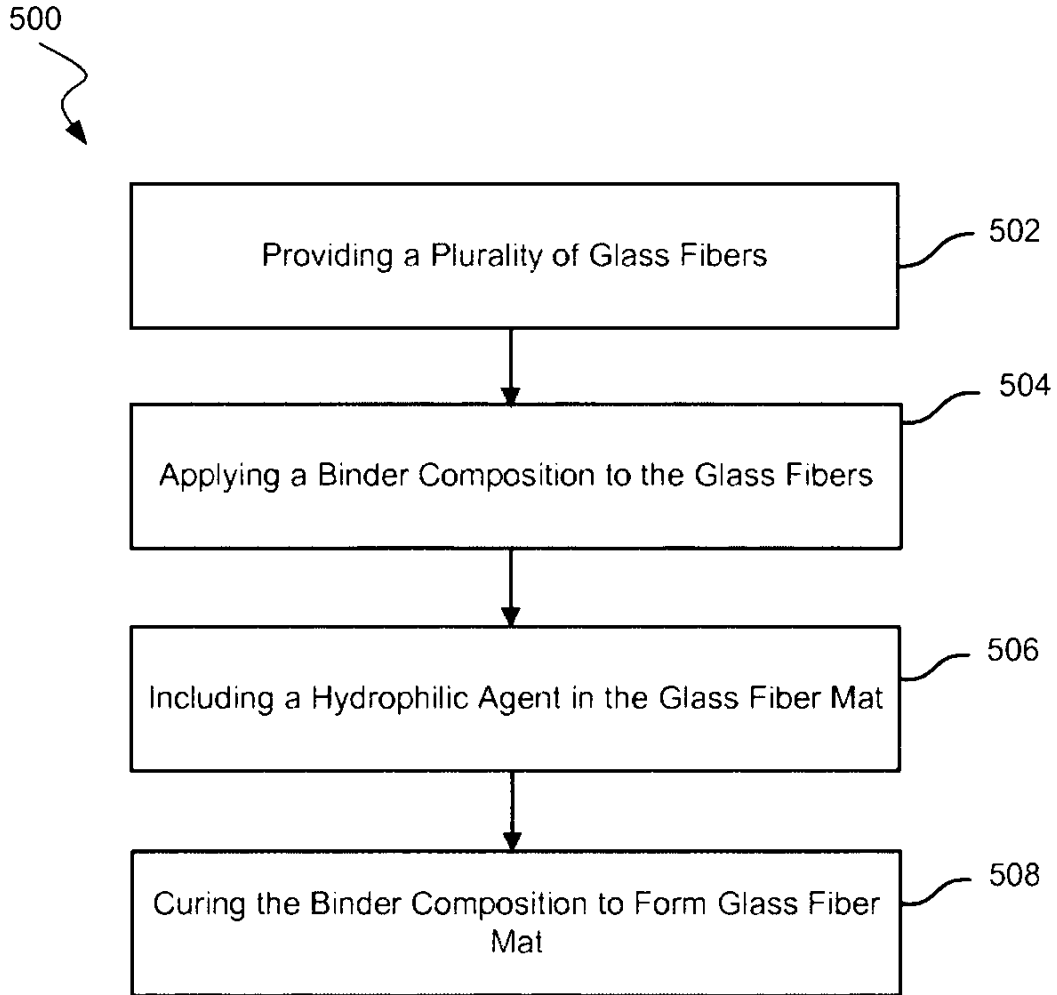 500
Providing a Plurality of Glass Fibers
502
Applying a Binder Composition to the Glass Fibers
504
Including a Hydrophilic Agent in the Glass Fiber Mat
506
Curing the Binder Composition to Form Glass Fiber
Mat
508